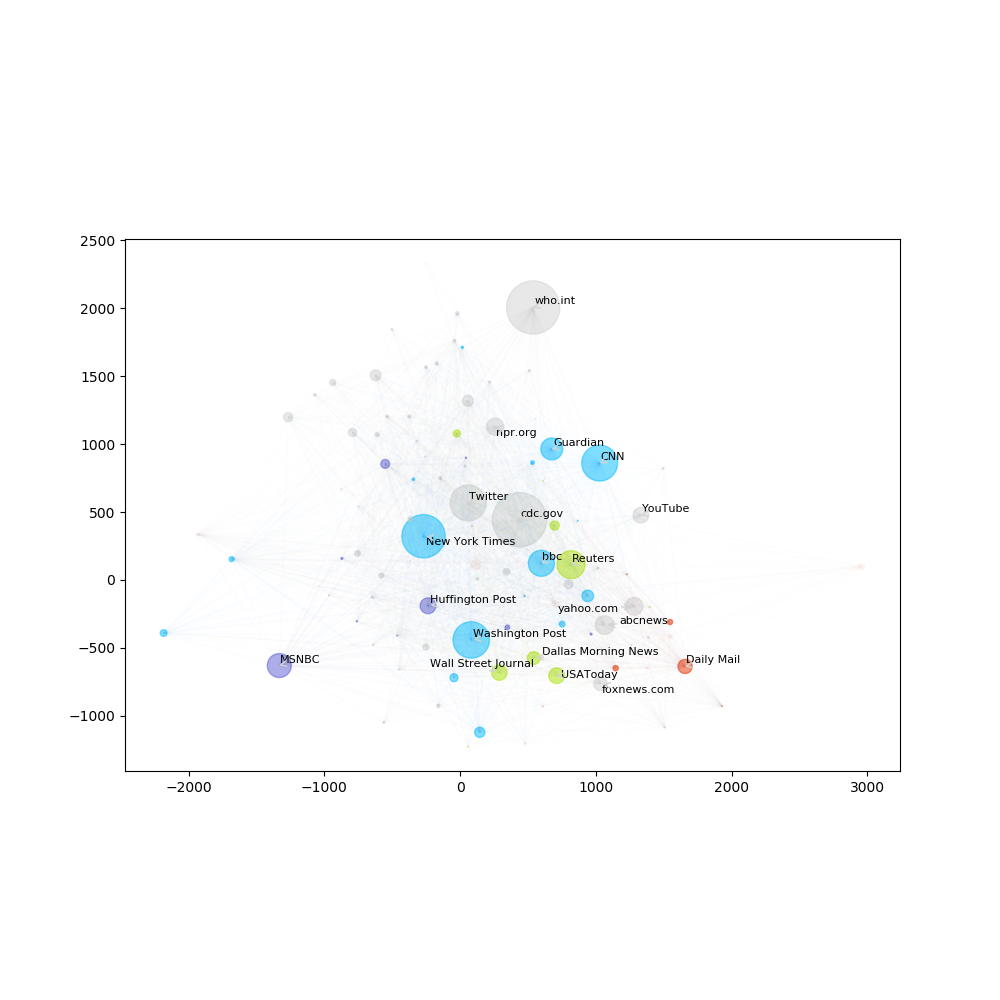 2500
2000
1500
1000
500
0
−500
−1000
who.int
npr.org
Guardian
CNN
Twitter
cdc.gov
YouTube
New York Times
bbc
Reuters
Huffington Post
yahoo.com
abcnews
Washington Post
Dallas Morning News
MSNBC
Wall Street Journal
Daily Mail
USAToday
foxnews.com
−2000
−1000
0
1000
2000
3000